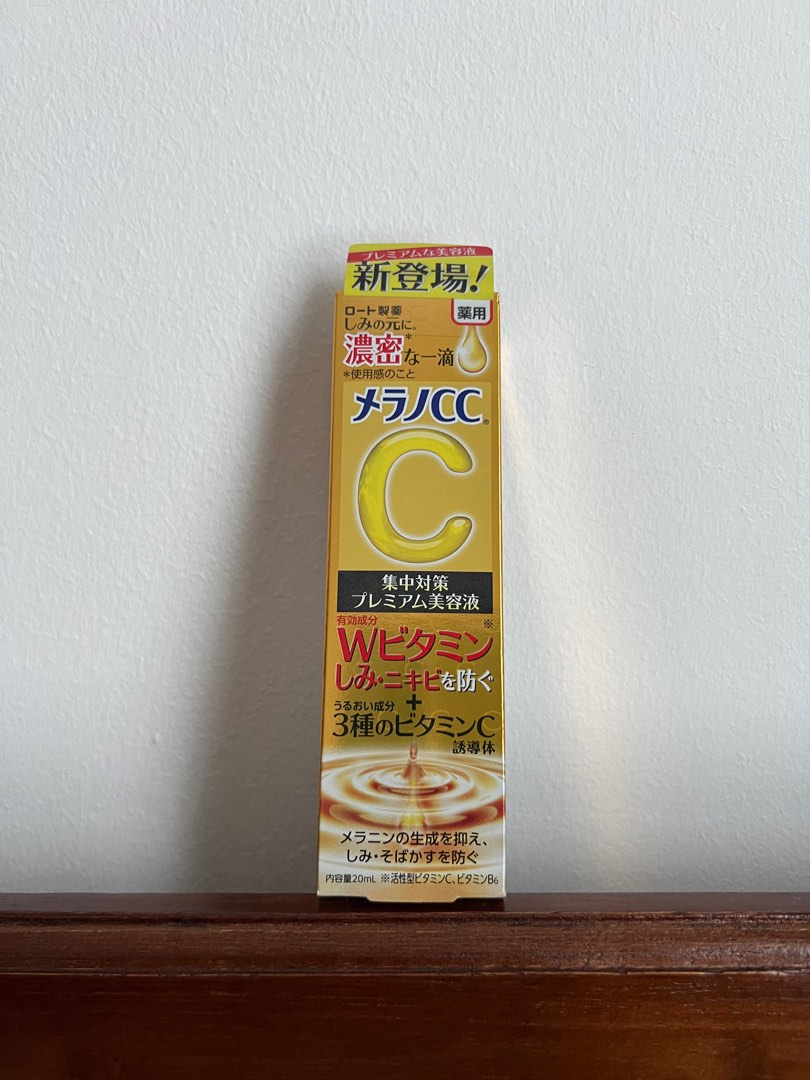 プレミアムな美容液
新登場!
ロート製薬
薬用
しみの元に。
濃密*な一滴
*使用感のこと
メラノCC®
C
集中対策
プレミアム美容液
有効成分
Wビタミン※
しみ・ニキビを防ぐ
+
うるおい成分
3種のビタミンC
誘導体
メラニンの生成を抑え、
しみ・そばかすを防ぐ
内容量20mL ※活性型ビタミンC、ビタミンB6